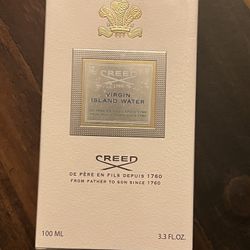 CREED
VIRGIN
ISLAND WATER
CREED
DE PÈRE EN FILS DEPUIS 1760
FROM FATHER TO SON SINCE 1760
100 ML
3.3 FL.OZ.